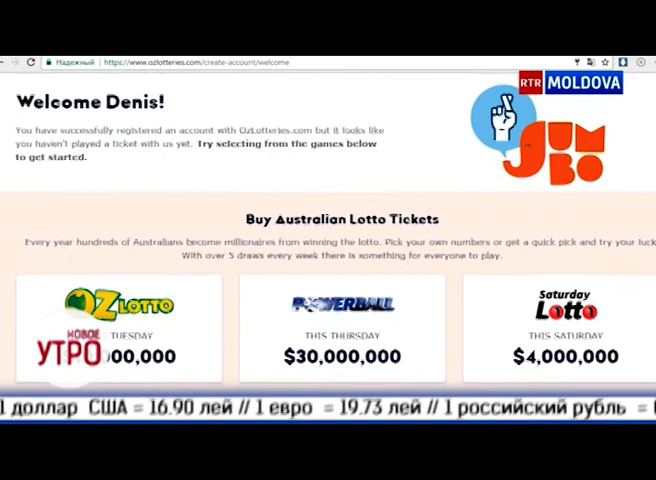 Надежный
https://www.ozlotteries.com/create-account/welcome
RTR MOLDOVA
Welcome Denis!
You have successfully registered an account with OzLotteries.com but it looks like
you haven't played a ticket with us yet. Try selecting from the games below
to get started.
JUMBO
Buy Australian Lotto Tickets
Every year hundreds of Australians become millionaires from winning the lotto. Pick your own numbers or get a quick pick and try your luck
With over 5 draws every week there is something for everyone to play.
OZ LOTTO
POWERBALL
Saturday
Lotto
TUESDAY
THIS THURSDAY
THIS SATURDAY
000,000
$30,000,000
$4,000,000
НОВОЕ
УТРО
1 доллар США = 16.90 лей // 1 евро = 19.73 лей // 1 российский рубль =